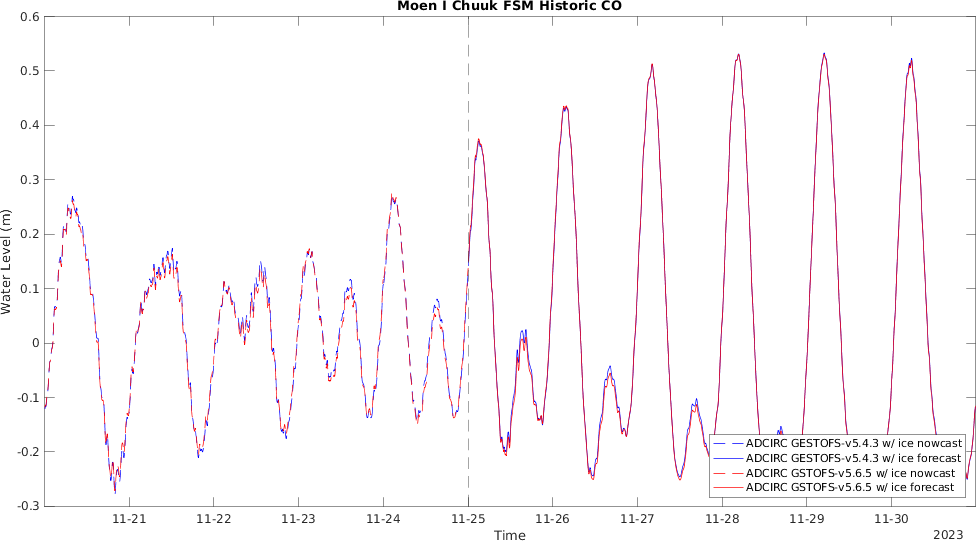 Moen I Chuuk FSM Historic CO
0.6
0.5
0.4
0.3
0.2
0.1
0
-0.1
-0.2
-0.3
Water Level (m)
ADCIRC GESTOFS-v5.4.3 w/ ice nowcast
ADCIRC GESTOFS-v5.4.3 w/ ice forecast
ADCIRC GSTOFS-v5.6.5 w/ ice nowcast
ADCIRC GSTOFS-v5.6.5 w/ ice forecast
11-21 11-22 11-23 11-24 11-25 11-26 11-27 11-28 11-29 11-30
Time
2023